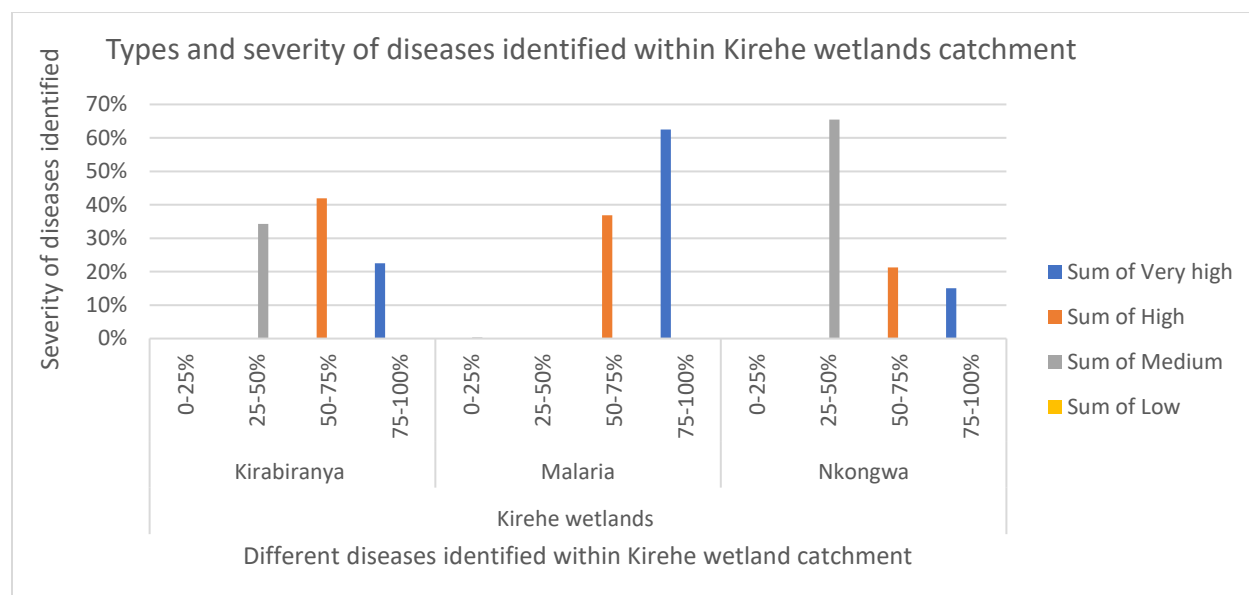 Types and severity of diseases identified within Kirehe wetlands catchment
Severity of diseases identified
70%
60%
50%
40%
30%
20%
10%
0%
0-25%
25-50%
50-75%
75-100%
0-25%
25-50%
50-75%
75-100%
0-25%
25-50%
50-75%
75-100%
Kirabiranya
Malaria
Nkongwa
Kirehe wetlands
Different diseases identified within Kirehe wetland catchment
Sum of Very high
Sum of High
Sum of Medium
Sum of Low